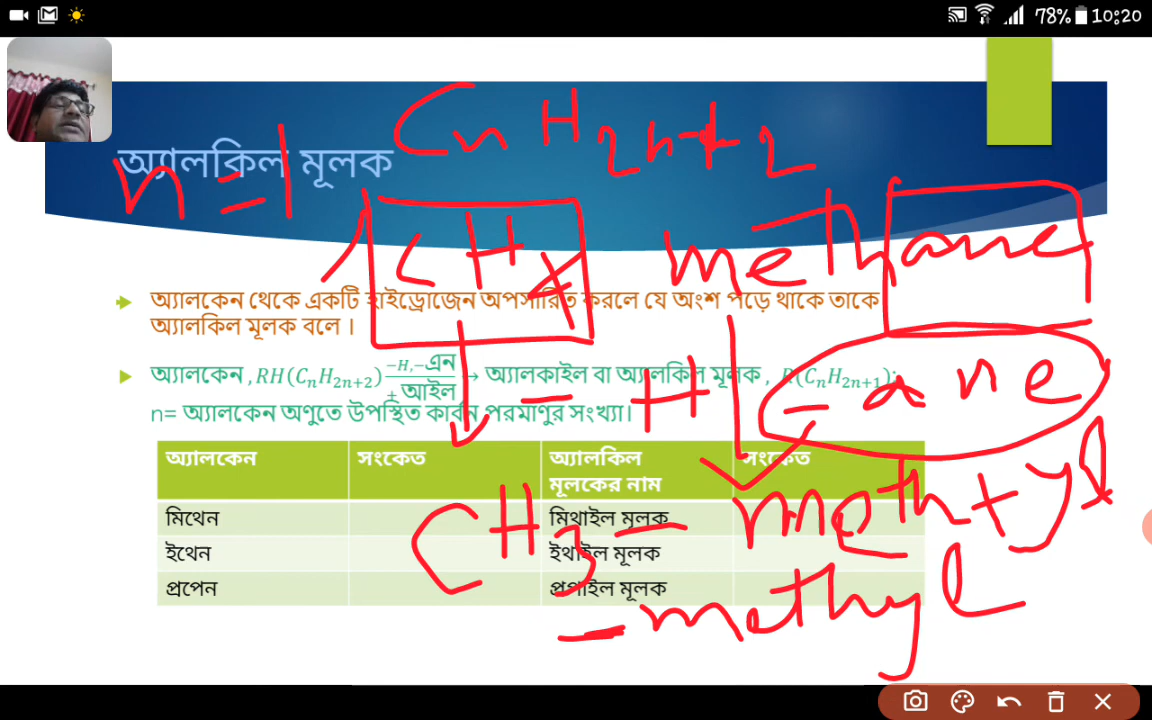 78% 10:20
CnH2n+2
অ্যালকিল মূলক
n=1
CH4 methane
অ্যালকেন থেকে একটি হাইড্রোজেন অপসারিত করলে যে অংশ পড়ে থাকে তাকে
অ্যালকিল মূলক বলে ।
অ্যালকেন ,RH(CnH2n+2) −H,−এন + আইল → অ্যালকাইল বা অ্যালকিল মূলক , R(CnH2n+1);
- H - ane
n= অ্যালকেন অণুতে উপস্থিত কার্বন পরমাণুর সংখ্যা।
অ্যালকেন সংকেত অ্যালকিল মূলকের নাম সংকেত
CH3 - meth + yl
মিথেন মিথাইল মূলক
ইথেন ইথাইল মূলক
প্রপেন প্রপাইল মূলক
- methyl